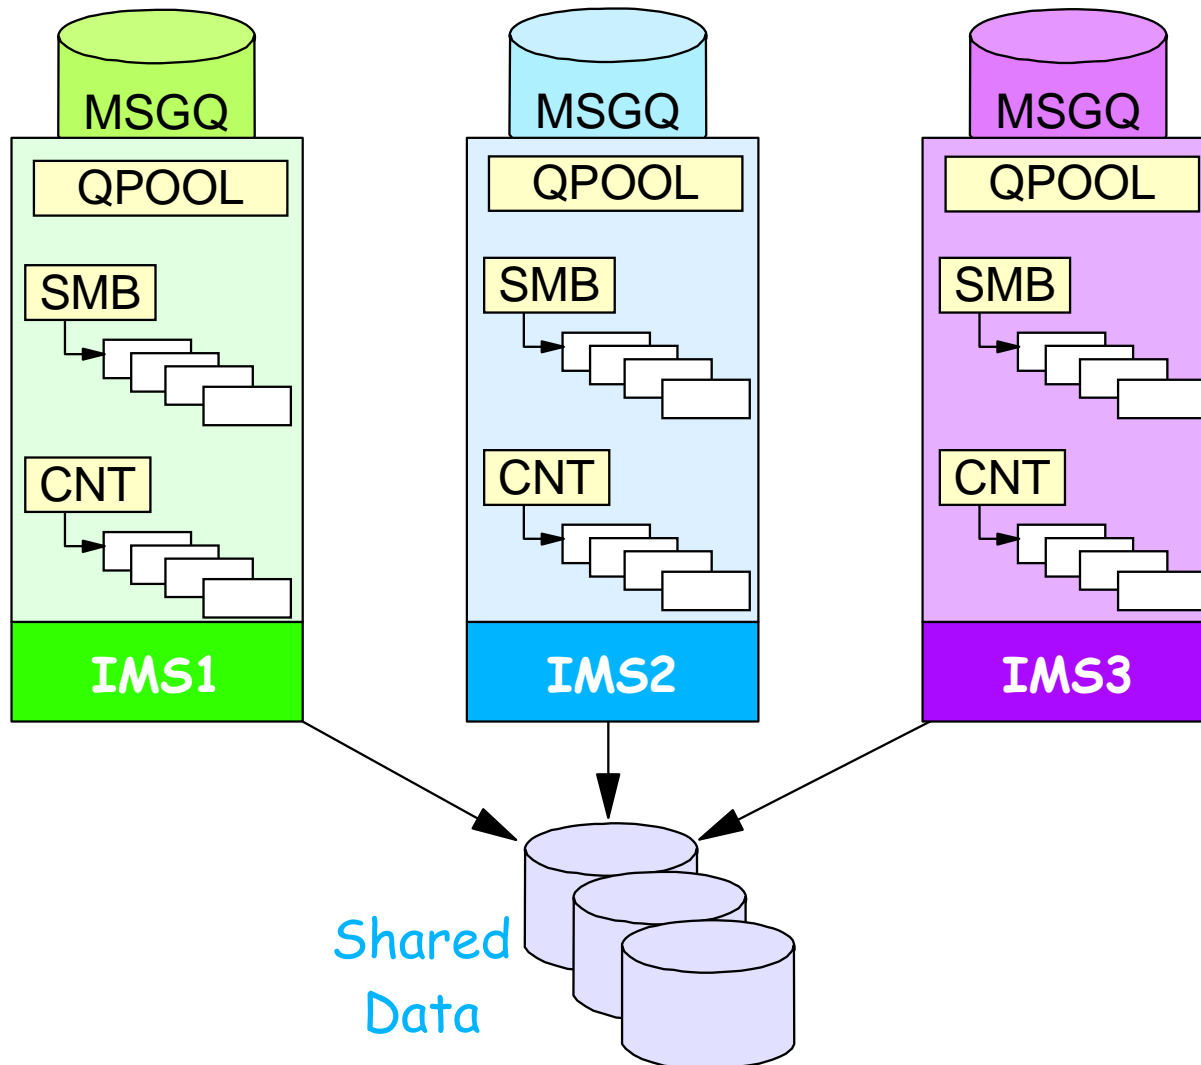 MSGQ
QPOOL
SMB
CNT
IMS1
MSGQ
QPOOL
SMB
CNT
IMS2
MSGQ
QPOOL
SMB
CNT
IMS3
Shared
Data